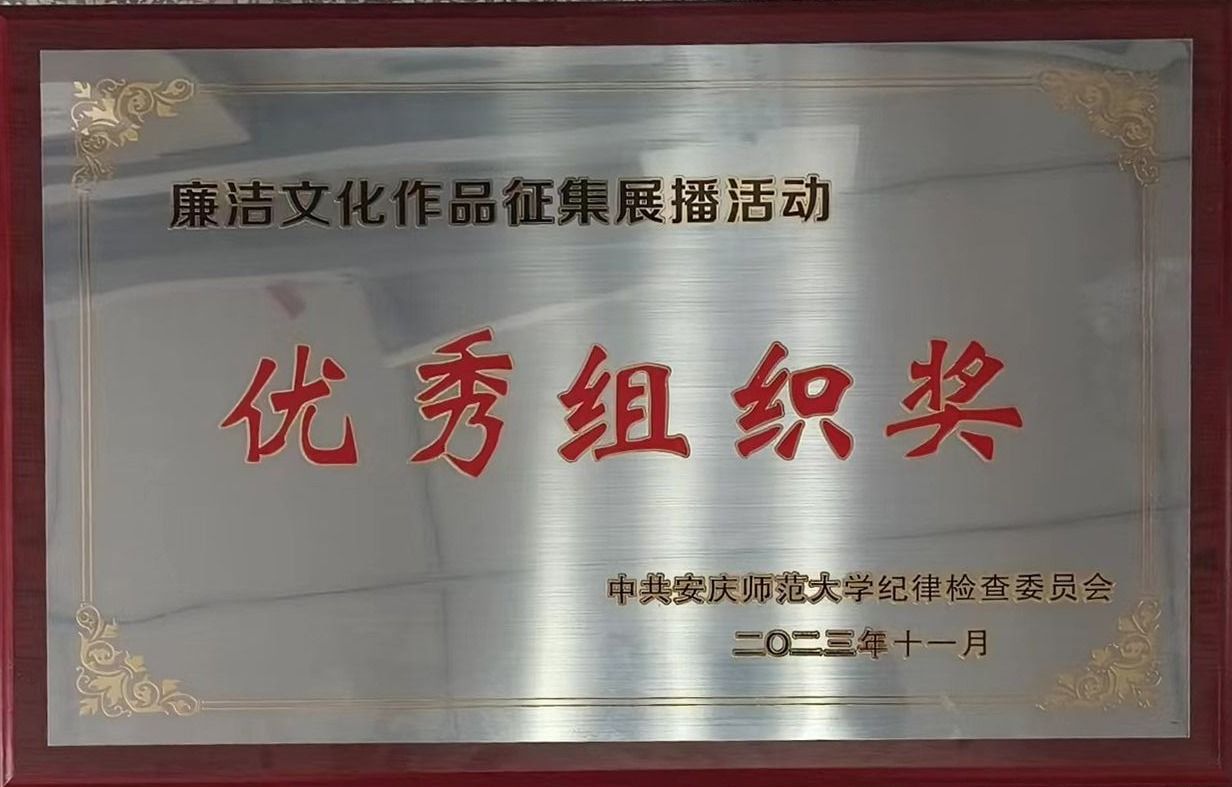 廉洁文化作品征集展播活动
优秀组织奖
中共安庆师范大学纪律检查委员会
二〇二三年十一月